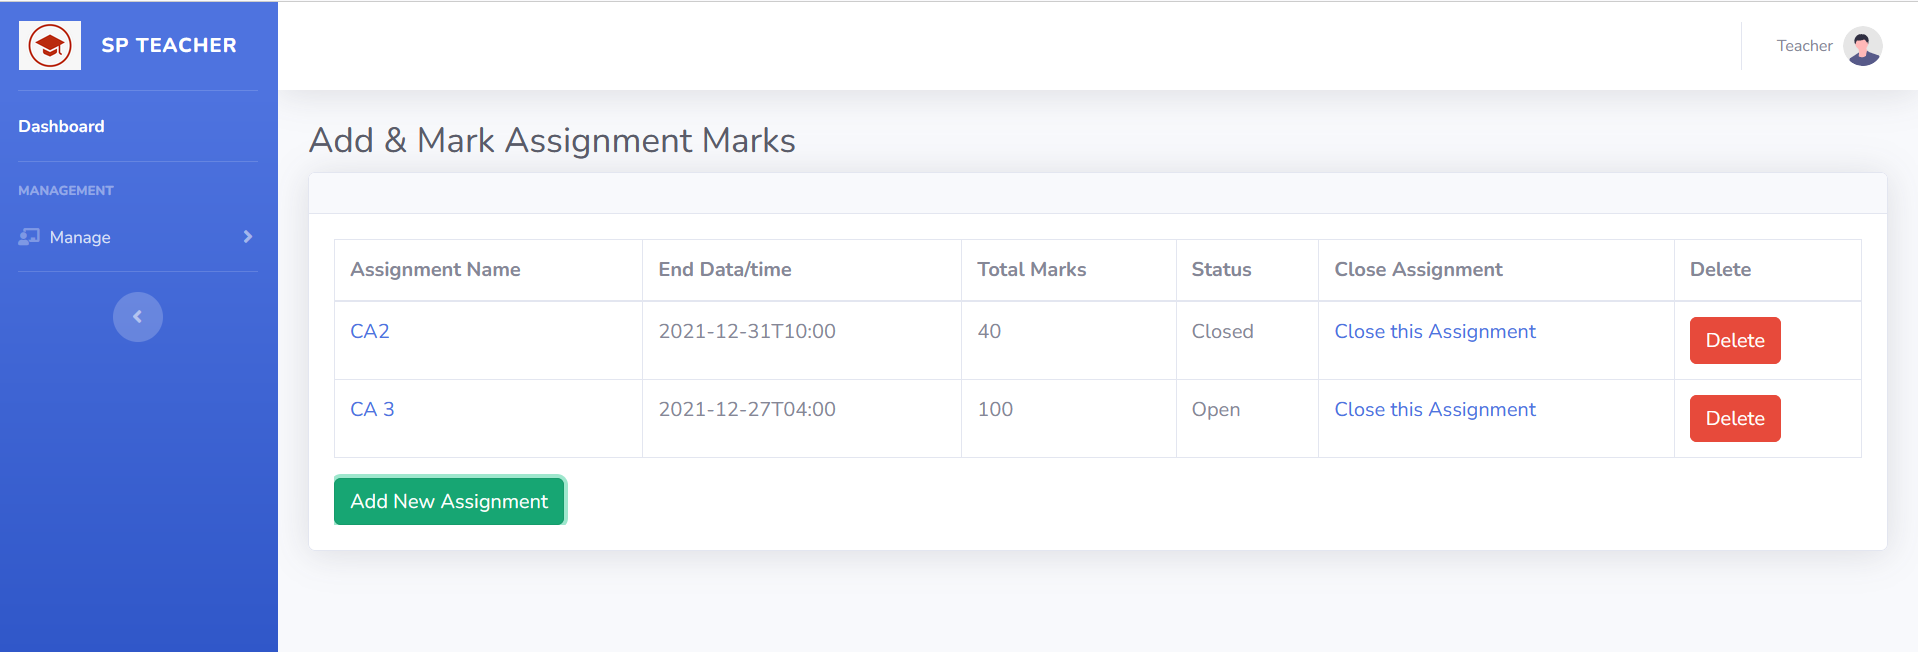 SP TEACHER
Teacher
Dashboard
MANAGEMENT
Manage
Add & Mark Assignment Marks
Assignment Name End Data/time Total Marks Status Close Assignment Delete
CA2 2021-12-31T10:00 40 Closed Close this Assignment Delete
CA 3 2021-12-27T04:00 100 Open Close this Assignment Delete
Add New Assignment